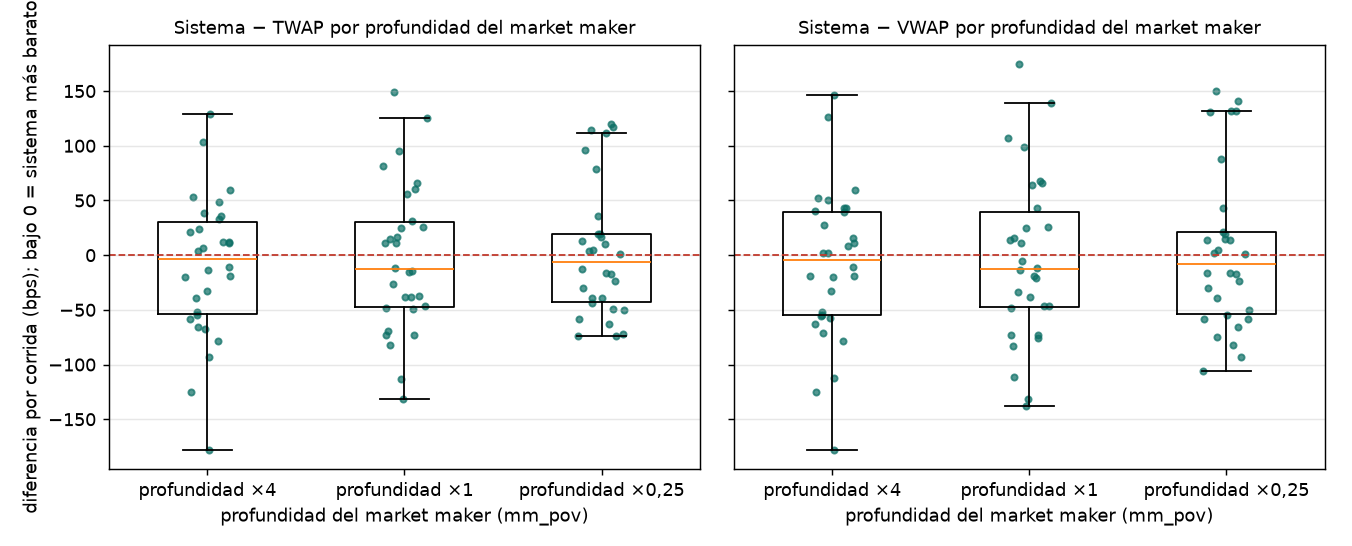 Sistema − TWAP por profundidad del market maker
Sistema − VWAP por profundidad del market maker
diferencia por corrida (bps); bajo 0 = sistema más barato
150
100
50
0
−50
−100
−150
profundidad ×4
profundidad ×1
profundidad ×0,25
profundidad del market maker (mm_pov)
profundidad ×4
profundidad ×1
profundidad ×0,25
profundidad del market maker (mm_pov)